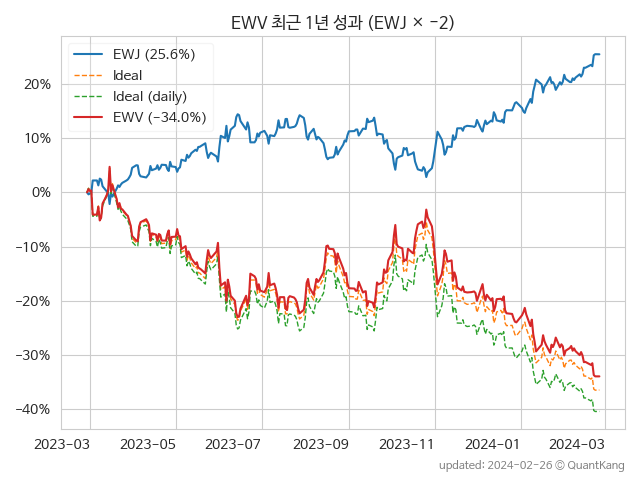 EWV 최근 1년 성과 (EWJ × −2)
EWJ (25.6%)
Ideal
Ideal (daily)
EWV (−34.0%)
20%
10%
0%
−10%
−20%
−30%
−40%
2023−03 2023−05 2023−07 2023−09 2023−11 2024−01 2024−03
updated: 2024−02−26 © QuantKang